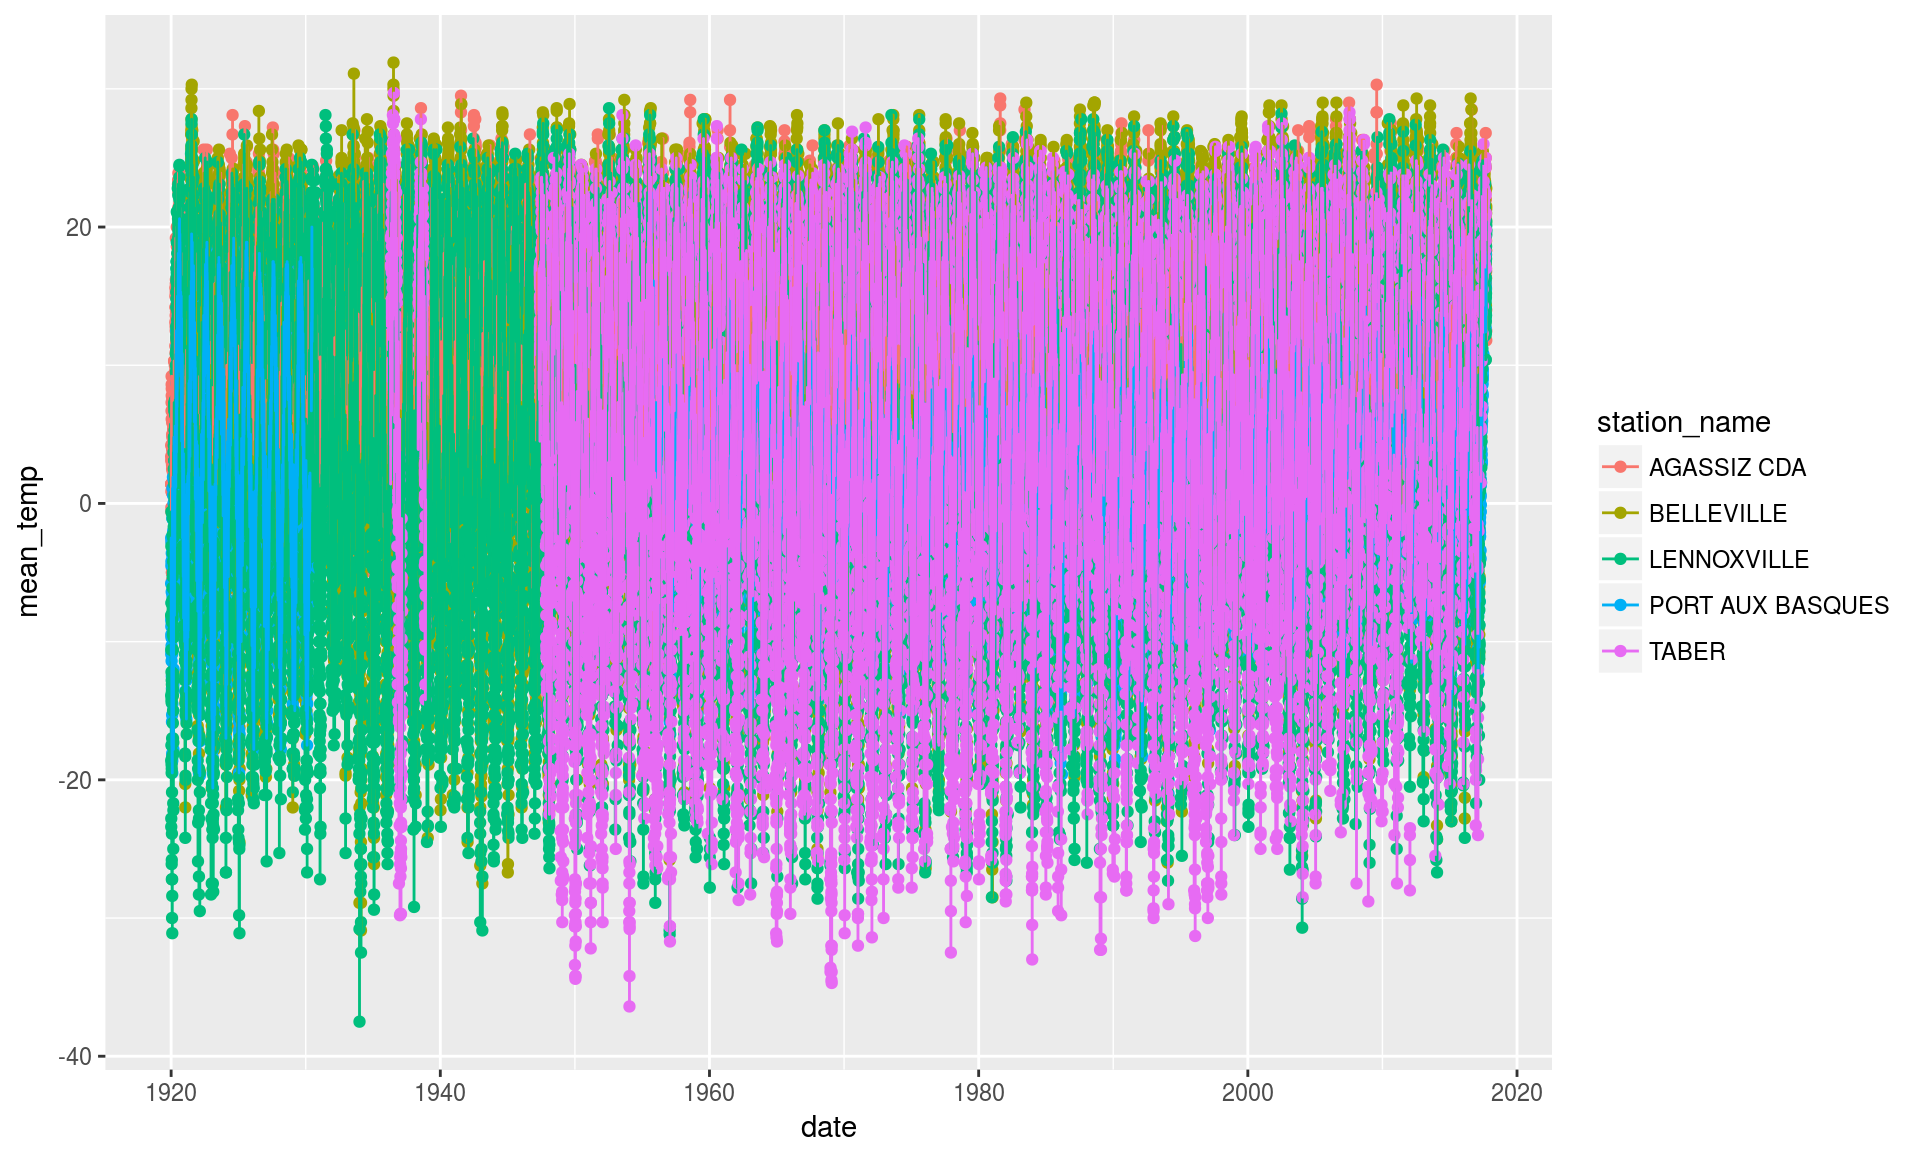 mean_temp
20
0
-20
-40
1920
1940
1960
1980
2000
2020
date
station_name
AGASSIZ CDA
BELLEVILLE
LENNOXVILLE
PORT AUX BASQUES
TABER